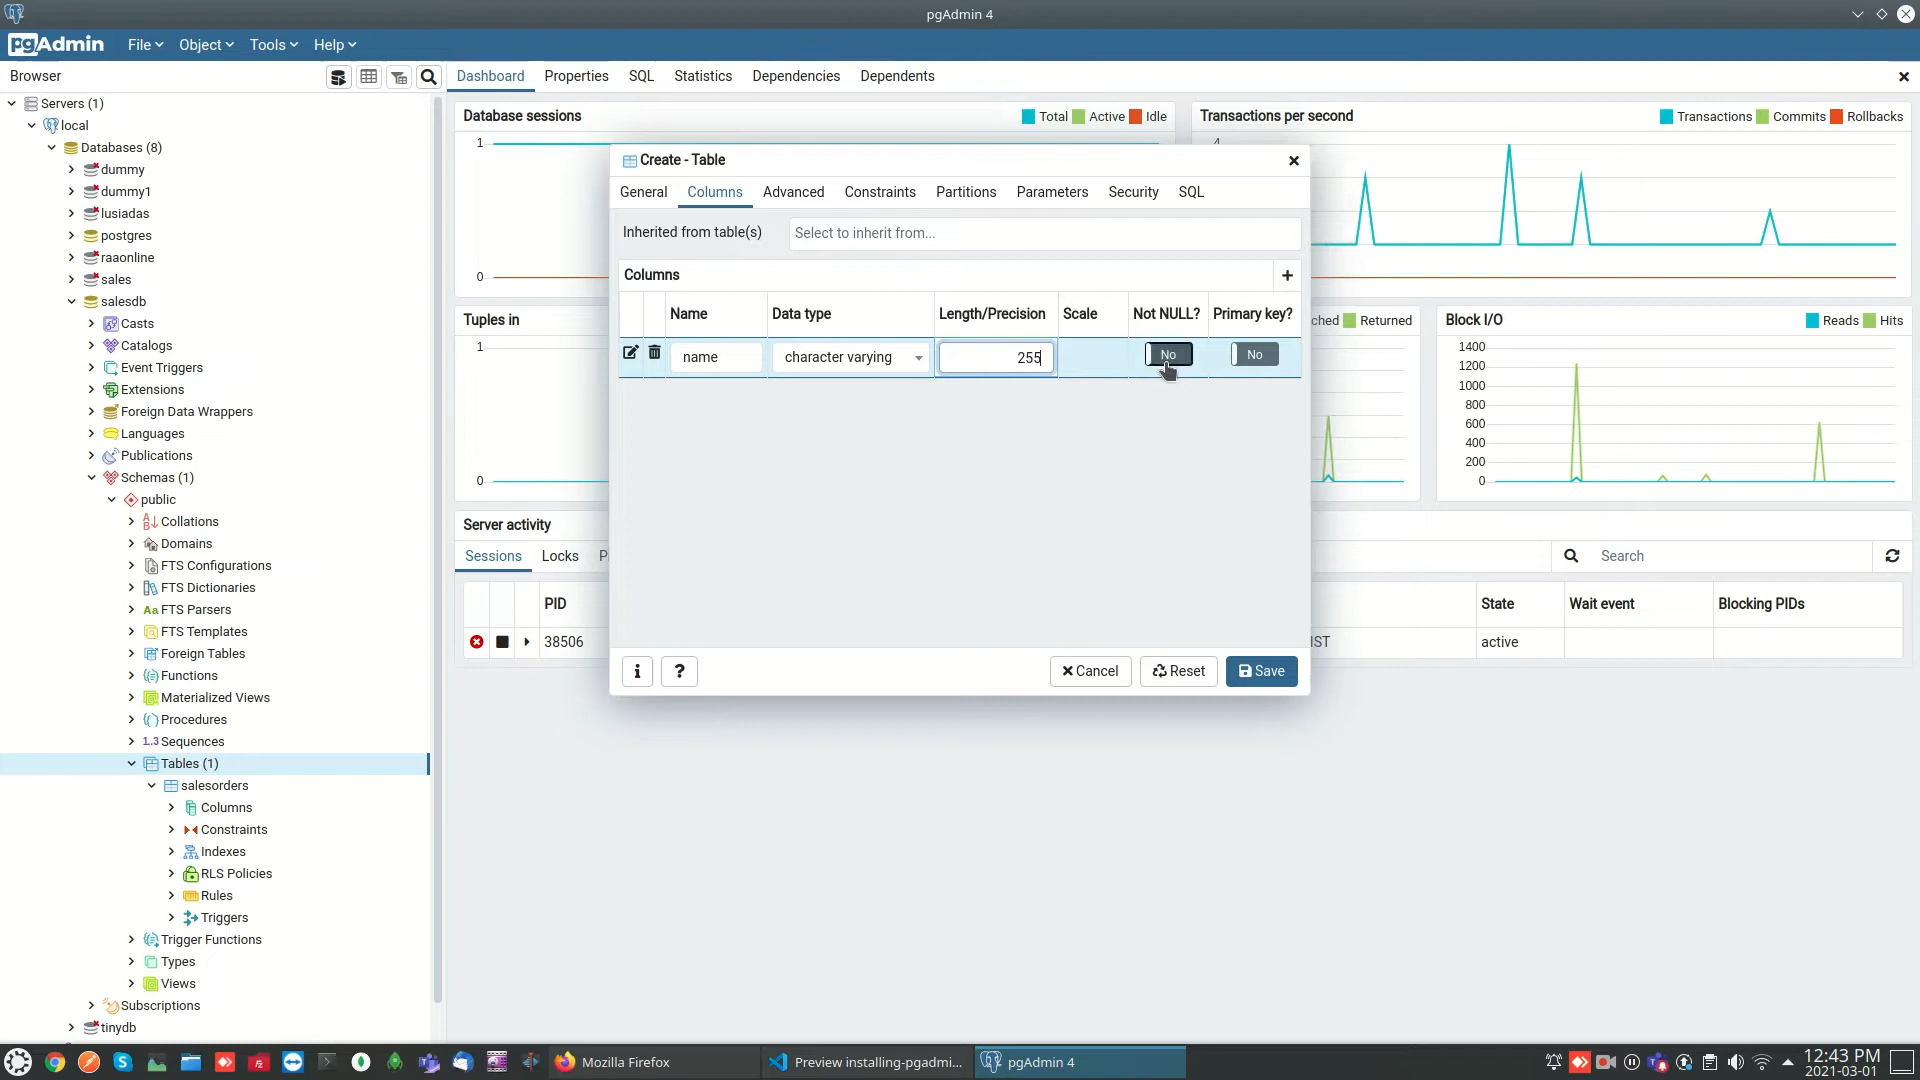 pgAdmin 4
pgAdmin File Object Tools Help
Browser
Dashboard Properties SQL Statistics Dependencies Dependents
Servers (1)
local
Databases (8)
dummy
dummy1
lusiadas
postgres
raaonline
sales
salesdb
Casts
Catalogs
Event Triggers
Extensions
Foreign Data Wrappers
Languages
Publications
Schemas (1)
public
Collations
Domains
FTS Configurations
FTS Dictionaries
Aa FTS Parsers
FTS Templates
Foreign Tables
Functions
Materialized Views
Procedures
1..3 Sequences
Tables (1)
salesorders
Columns
Constraints
Indexes
RLS Policies
Rules
Triggers
Trigger Functions
Types
Views
Subscriptions
tinydb
Database sessions Total Active Idle
1
0
Transactions per second Transactions Commits Rollbacks
4
Create - Table
General Columns Advanced Constraints Partitions Parameters Security SQL
Inherited from table(s) Select to inherit from...
Columns
Name Data type Length/Precision Scale Not NULL? Primary key?
name character varying 255 No No
i ? Cancel Reset Save
Tuples in
1
0
ched Returned
Block I/O Reads Hits
1400
1200
1000
800
600
400
200
0
Server activity
Sessions Locks P
Search
PID State Wait event Blocking PIDs
38506 IST active
Mozilla Firefox Preview installing-pgadmi... pgAdmin 4
12:43 PM
2021-03-01